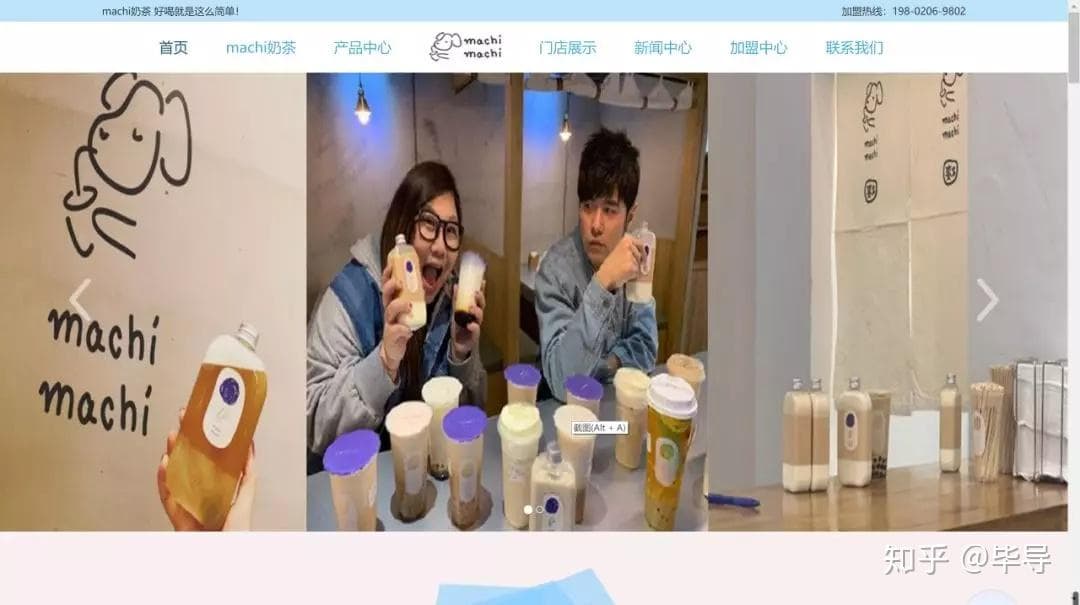 machi奶茶 好喝就是这么简单!
加盟热线：198-0206-9802
首页
machi奶茶
产品中心
machi
machi
门店展示
新闻中心
加盟中心
联系我们
machi
machi
machi
machi
machi
machi
截图(Alt + A)
知乎 @毕导